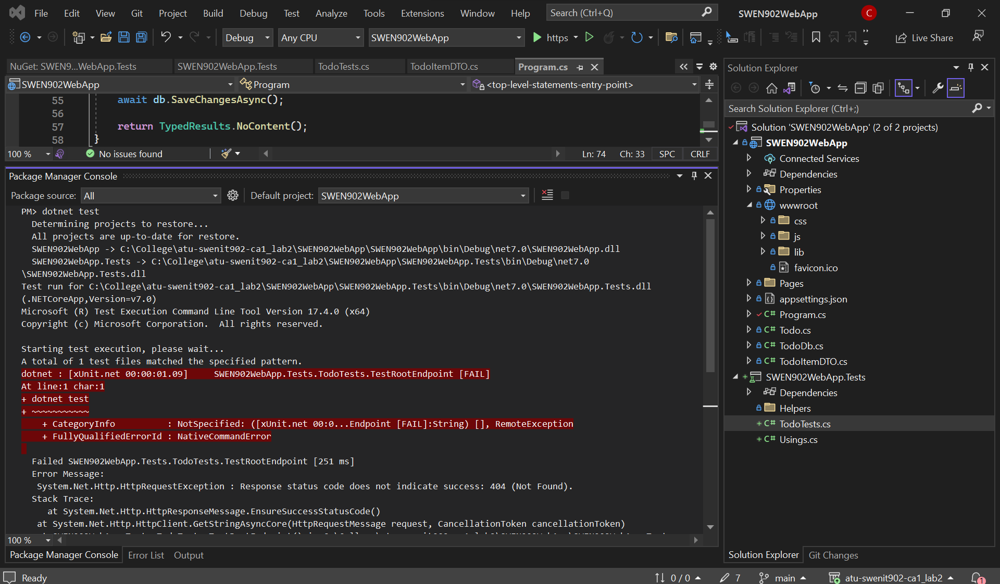 File Edit View Git Project Build Debug Test Analyze Tools Extensions Window Help Search (Ctrl+Q) SWEN902WebApp C
Debug Any CPU SWEN902WebApp https Live Share
NuGet: SWEN9...WebApp.Tests SWEN902WebApp.Tests TodoTests.cs TodoItemDTO.cs Program.cs
SWEN902WebApp Program <top-level-statements-entry-point>
55 await db.SaveChangesAsync();
56
57 return TypedResults.NoContent();
58 }
100 % No issues found Ln: 74 Ch: 33 SPC CRLF
Package Manager Console
Package source: All Default project: SWEN902WebApp
PM> dotnet test
Determining projects to restore...
All projects are up-to-date for restore.
SWEN902WebApp -> C:\College\atu-swenit902-ca1_lab2\SWEN902WebApp\SWEN902WebApp\bin\Debug\net7.0\SWEN902WebApp.dll
SWEN902WebApp.Tests -> C:\College\atu-swenit902-ca1_lab2\SWEN902WebApp\SWEN902WebApp.Tests\bin\Debug\net7.0
\SWEN902WebApp.Tests.dll
Test run for C:\College\atu-swenit902-ca1_lab2\SWEN902WebApp\SWEN902WebApp.Tests\bin\Debug\net7.0\SWEN902WebApp.Tests.dll
(.NETCoreApp,Version=v7.0)
Microsoft (R) Test Execution Command Line Tool Version 17.4.0 (x64)
Copyright (c) Microsoft Corporation.  All rights reserved.
Starting test execution, please wait...
A total of 1 test files matched the specified pattern.
dotnet : [xUnit.net 00:00:01.09]     SWEN902WebApp.Tests.TodoTests.TestRootEndpoint [FAIL]
At line:1 char:1
+ dotnet test
+ ~~~~~~~~~~~
+ CategoryInfo          : NotSpecified: ([xUnit.net 00:0...Endpoint [FAIL]:String) [], RemoteException
+ FullyQualifiedErrorId : NativeCommandError
Failed SWEN902WebApp.Tests.TodoTests.TestRootEndpoint [251 ms]
Error Message:
System.Net.Http.HttpRequestException : Response status code does not indicate success: 404 (Not Found).
Stack Trace:
at System.Net.Http.HttpResponseMessage.EnsureSuccessStatusCode()
at System.Net.Http.HttpClient.GetStringAsyncCore(HttpRequestMessage request, CancellationToken cancellationToken)
100 %
Package Manager Console Error List Output
Solution Explorer
Search Solution Explorer (Ctrl+;)
Solution 'SWEN902WebApp' (2 of 2 projects)
SWEN902WebApp
Connected Services
Dependencies
Properties
wwwroot
css
js
lib
favicon.ico
Pages
appsettings.json
C# Program.cs
C# Todo.cs
C# TodoDb.cs
C# TodoItemDTO.cs
SWEN902WebApp.Tests
Dependencies
Helpers
C# TodoTests.cs
C# Usings.cs
Solution Explorer Git Changes
Ready 0 / 0 7 main atu-swenit902-ca1_lab2 1